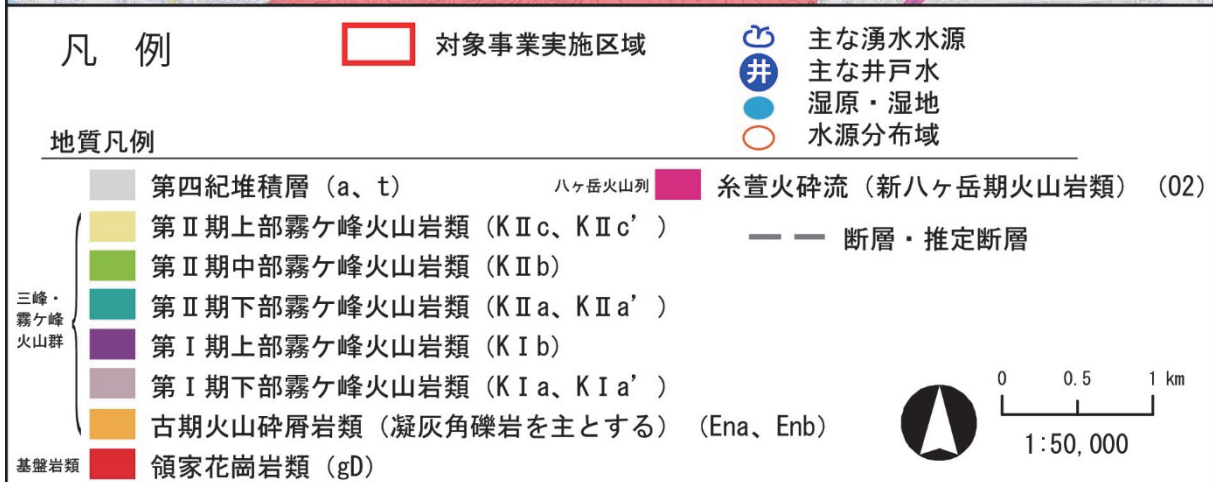 凡 例
対象事業実施区域
主な湧水水源
井
主な井戸水
湿原・湿地
水源分布域
地質凡例
第四紀堆積層 (a、t)
八ヶ岳火山列
糸萱火砕流 (新八ヶ岳期火山岩類) (O2)
第Ⅱ期上部霧ケ峰火山岩類 (KⅡc、KⅡc’)
断層・推定断層
第Ⅱ期中部霧ケ峰火山岩類 (KⅡb)
三峰・
霧ケ峰
火山群
第Ⅱ期下部霧ケ峰火山岩類 (KⅡa、KⅡa’)
第Ⅰ期上部霧ケ峰火山岩類 (KⅠb)
第Ⅰ期下部霧ケ峰火山岩類 (KⅠa、KⅠa’)
古期火山砕屑岩類 (凝灰角礫岩を主とする) (Ena、Enb)
基盤岩類
領家花崗岩類 (gD)
0 0.5 1 km
1:50,000